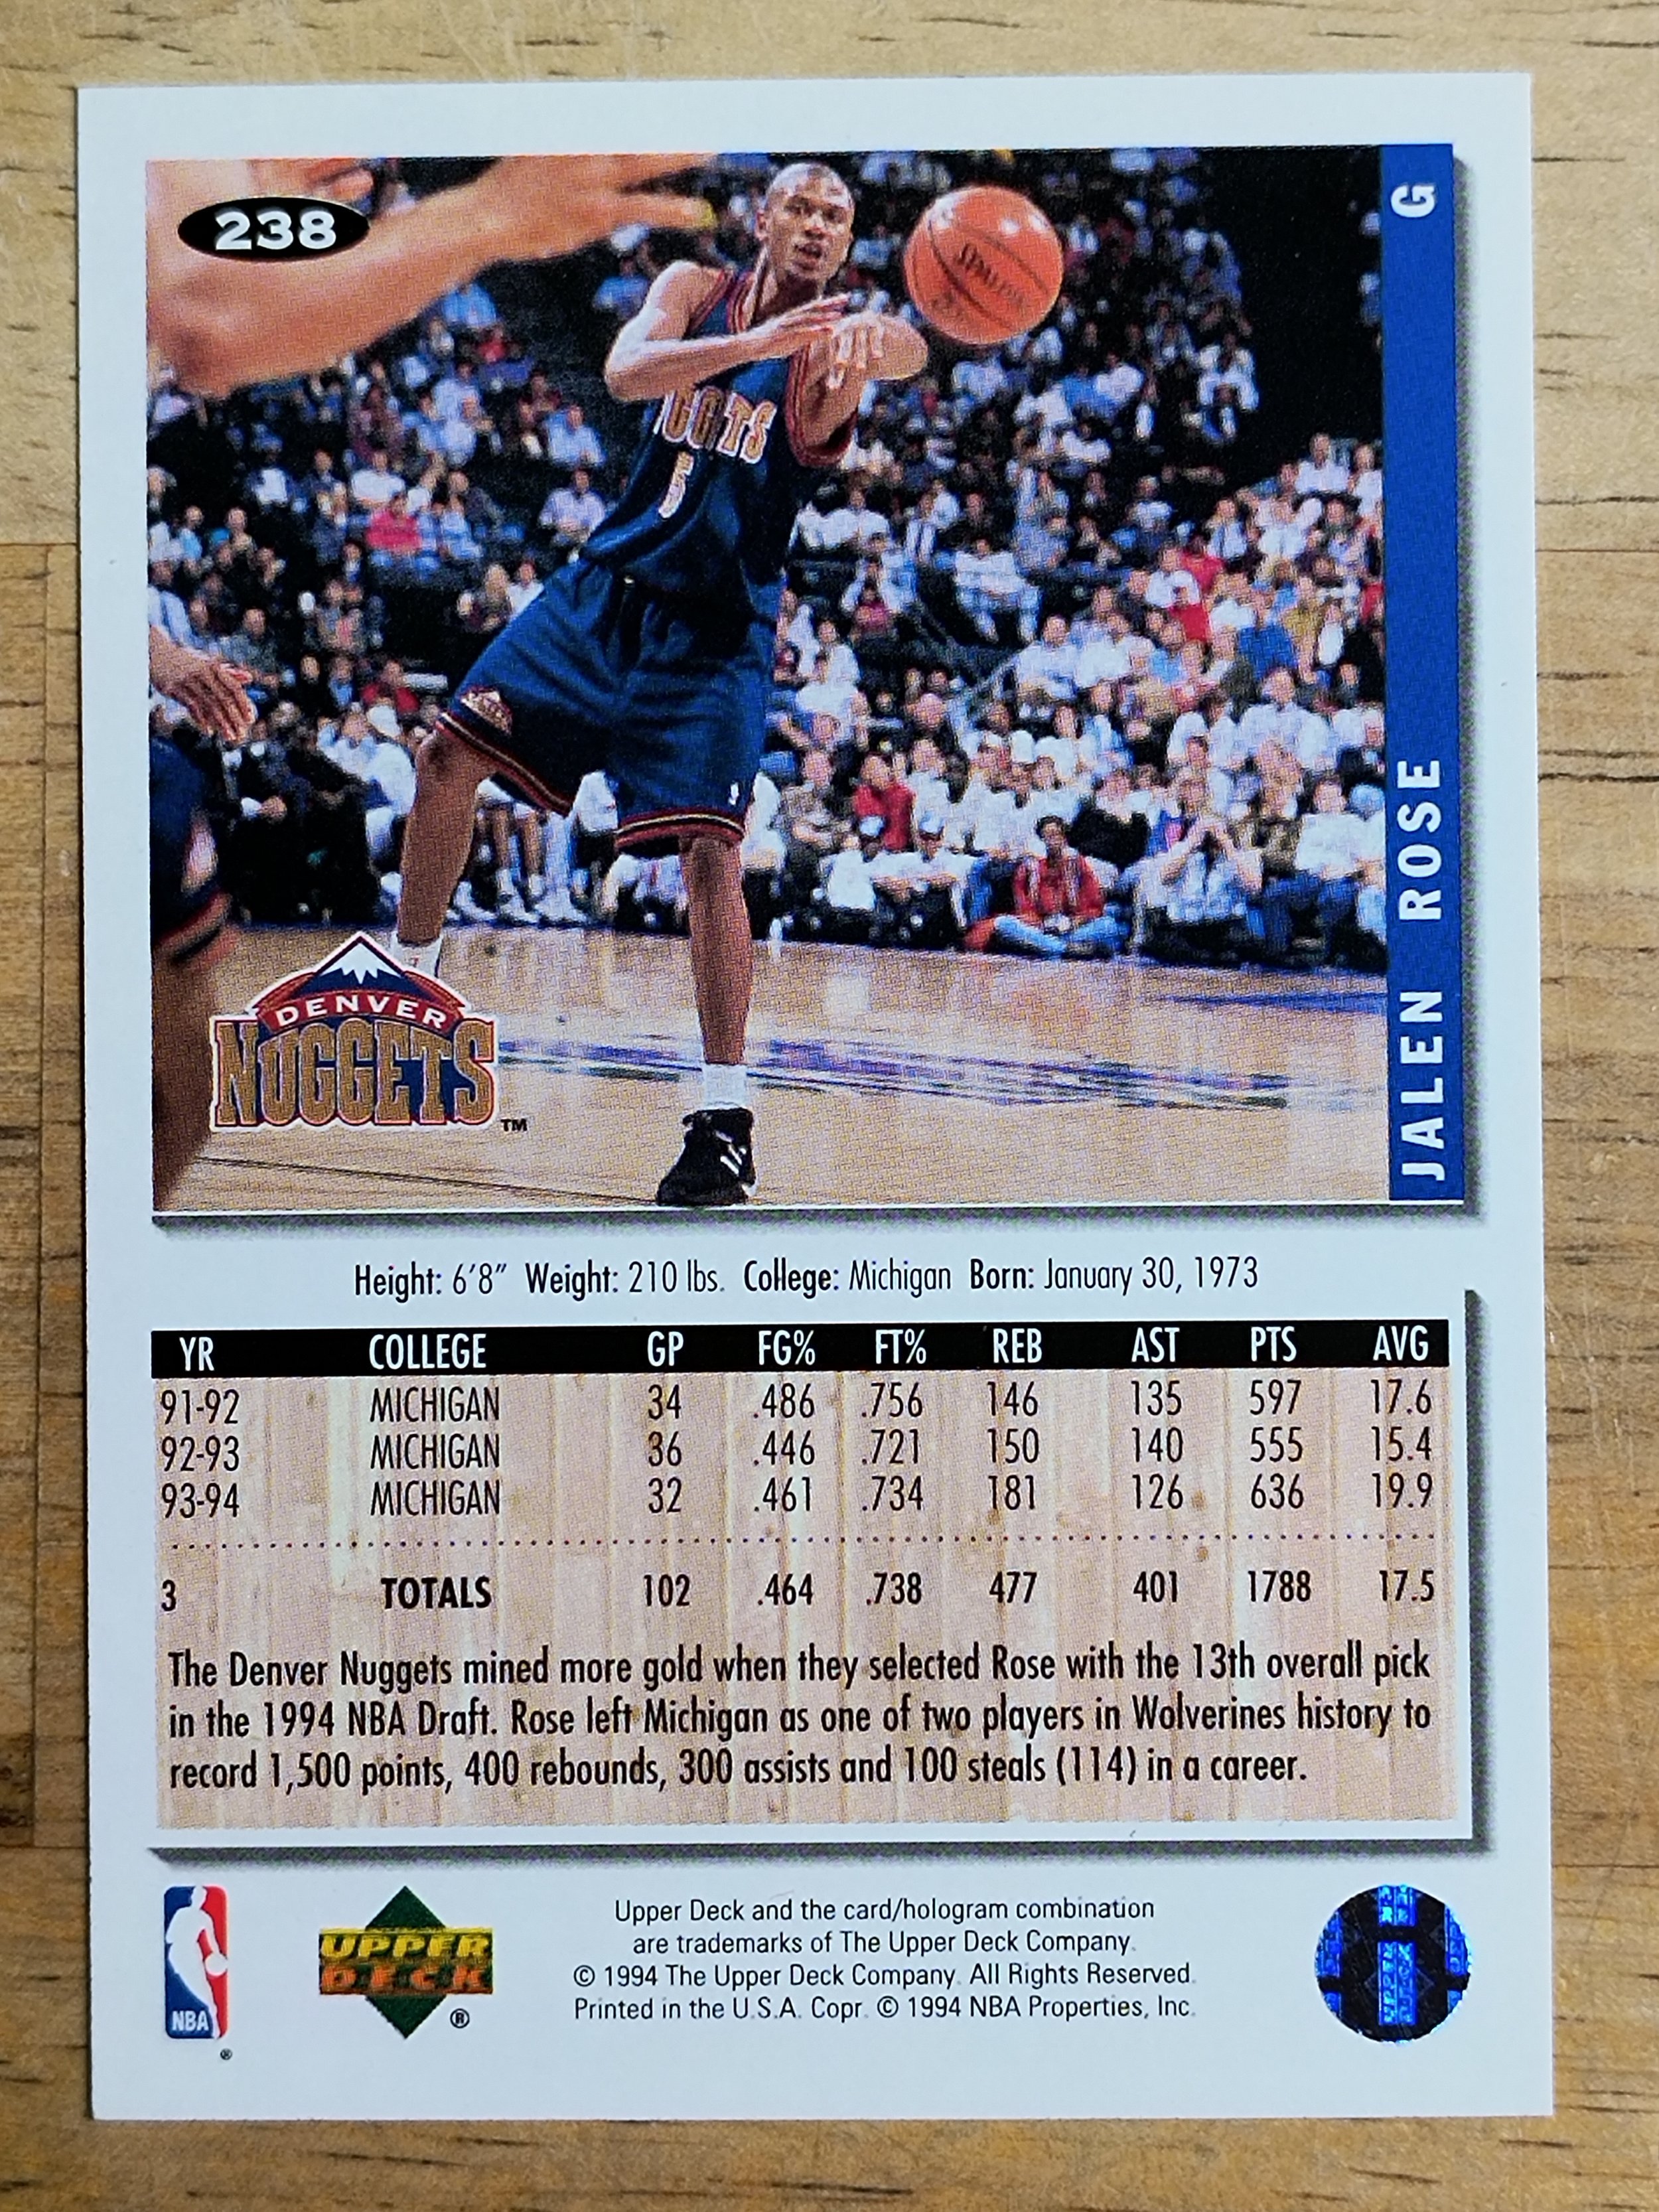 238
G
SPALDING
UGGTS
JALEN ROSE
DENVER
NUGGETS
TM
Height: 6'8" Weight: 210 lbs. College: Michigan Born: January 30, 1973
YR COLLEGE GP FG% FT% REB AST PTS AVG
91-92 MICHIGAN 34 .486 .756 146 135 597 17.6
92-93 MICHIGAN 36 .446 .721 150 140 555 15.4
93-94 MICHIGAN 32 .461 .734 181 126 636 19.9
3 TOTALS 102 .464 .738 477 401 1788 17.5
The Denver Nuggets mined more gold when they selected Rose with the 13th overall pick
in the 1994 NBA Draft. Rose left Michigan as one of two players in Wolverines history to
record 1,500 points, 400 rebounds, 300 assists and 100 steals (114) in a career.
NBA
®
UPPER
DECK
®
Upper Deck and the card/hologram combination
are trademarks of The Upper Deck Company.
© 1994 The Upper Deck Company. All Rights Reserved.
Printed in the U.S.A. Copr. © 1994 NBA Properties, Inc.